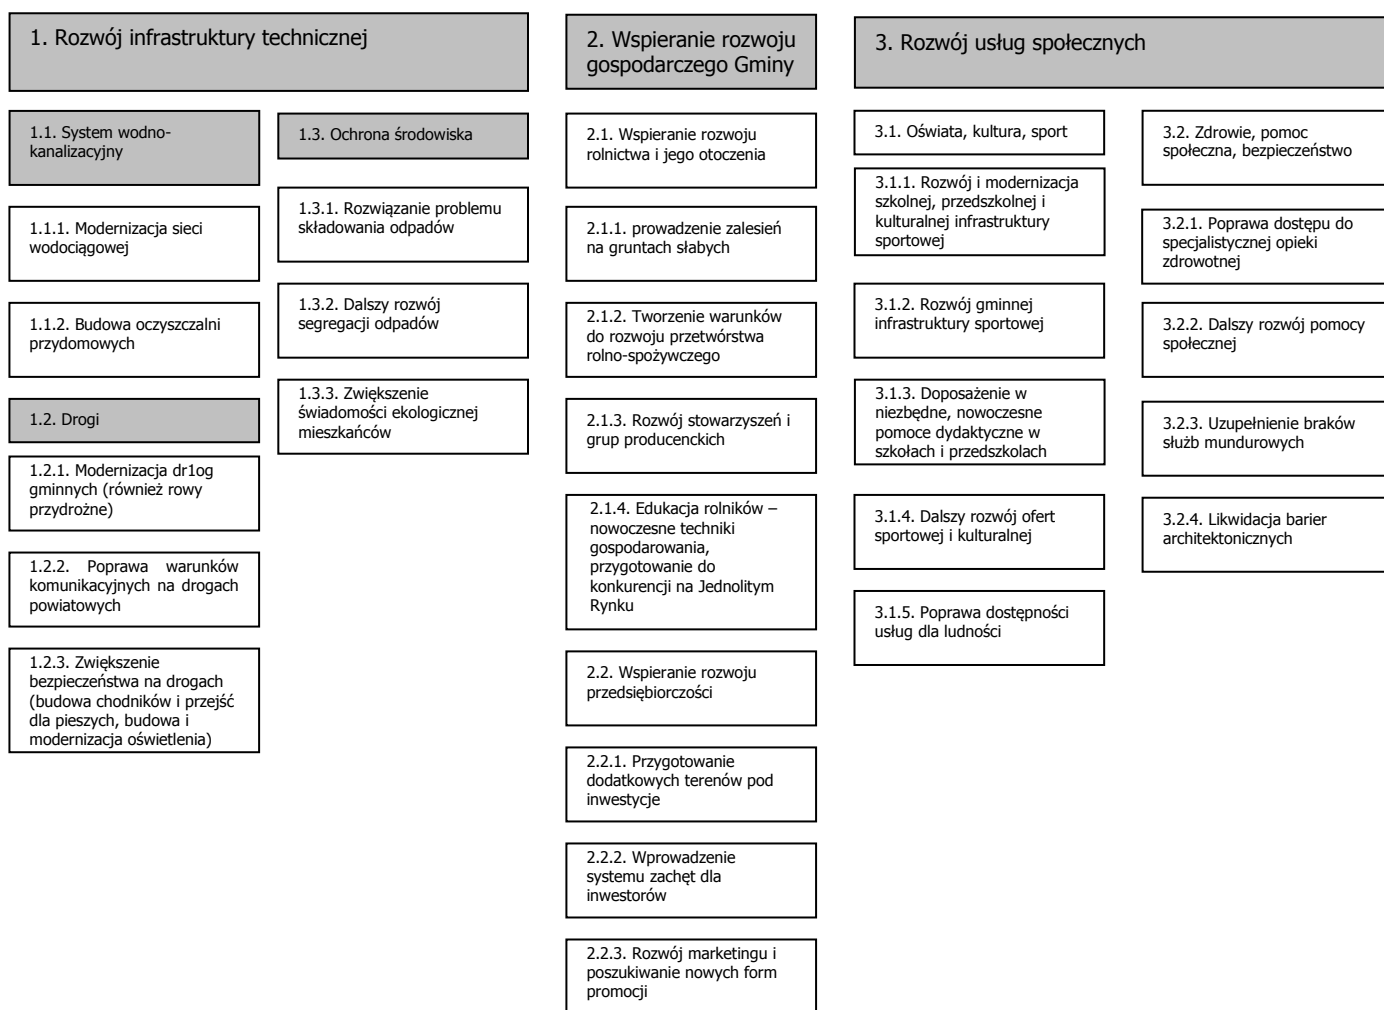 1. Rozwój infrastruktury technicznej
1.1. System wodno-
kanalizacyjny
1.1.1. Modernizacja sieci
wodociągowej
1.1.2. Budowa oczyszczalni
przydomowych
1.2. Drogi
1.2.1. Modernizacja dr1og
gminnych (również rowy
przydrożne)
1.2.2. Poprawa warunków
komunikacyjnych na drogach
powiatowych
1.2.3. Zwiększenie
bezpieczeństwa na drogach
(budowa chodników i przejść
dla pieszych, budowa i
modernizacja oświetlenia)
1.3. Ochrona środowiska
1.3.1. Rozwiązanie problemu
składowania odpadów
1.3.2. Dalszy rozwój
segregacji odpadów
1.3.3. Zwiększenie
świadomości ekologicznej
mieszkańców
2. Wspieranie rozwoju
gospodarczego Gminy
2.1. Wspieranie rozwoju
rolnictwa i jego otoczenia
2.1.1. prowadzenie zalesień
na gruntach słabych
2.1.2. Tworzenie warunków
do rozwoju przetwórstwa
rolno-spożywczego
2.1.3. Rozwój stowarzyszeń i
grup producenckich
2.1.4. Edukacja rolników –
nowoczesne techniki
gospodarowania,
przygotowanie do
konkurencji na Jednolitym
Rynku
2.2. Wspieranie rozwoju
przedsiębiorczości
2.2.1. Przygotowanie
dodatkowych terenów pod
inwestycje
2.2.2. Wprowadzenie
systemu zachęt dla
inwestorów
2.2.3. Rozwój marketingu i
poszukiwanie nowych form
promocji
3. Rozwój usług społecznych
3.1. Oświata, kultura, sport
3.1.1. Rozwój i modernizacja
szkolnej, przedszkolnej i
kulturalnej infrastruktury
sportowej
3.1.2. Rozwój gminnej
infrastruktury sportowej
3.1.3. Doposażenie w
niezbędne, nowoczesne
pomoce dydaktyczne w
szkołach i przedszkolach
3.1.4. Dalszy rozwój ofert
sportowej i kulturalnej
3.1.5. Poprawa dostępności
usług dla ludności
3.2. Zdrowie, pomoc
społeczna, bezpieczeństwo
3.2.1. Poprawa dostępu do
specjalistycznej opieki
zdrowotnej
3.2.2. Dalszy rozwój pomocy
społecznej
3.2.3. Uzupełnienie braków
służb mundurowych
3.2.4. Likwidacja barier
architektonicznych